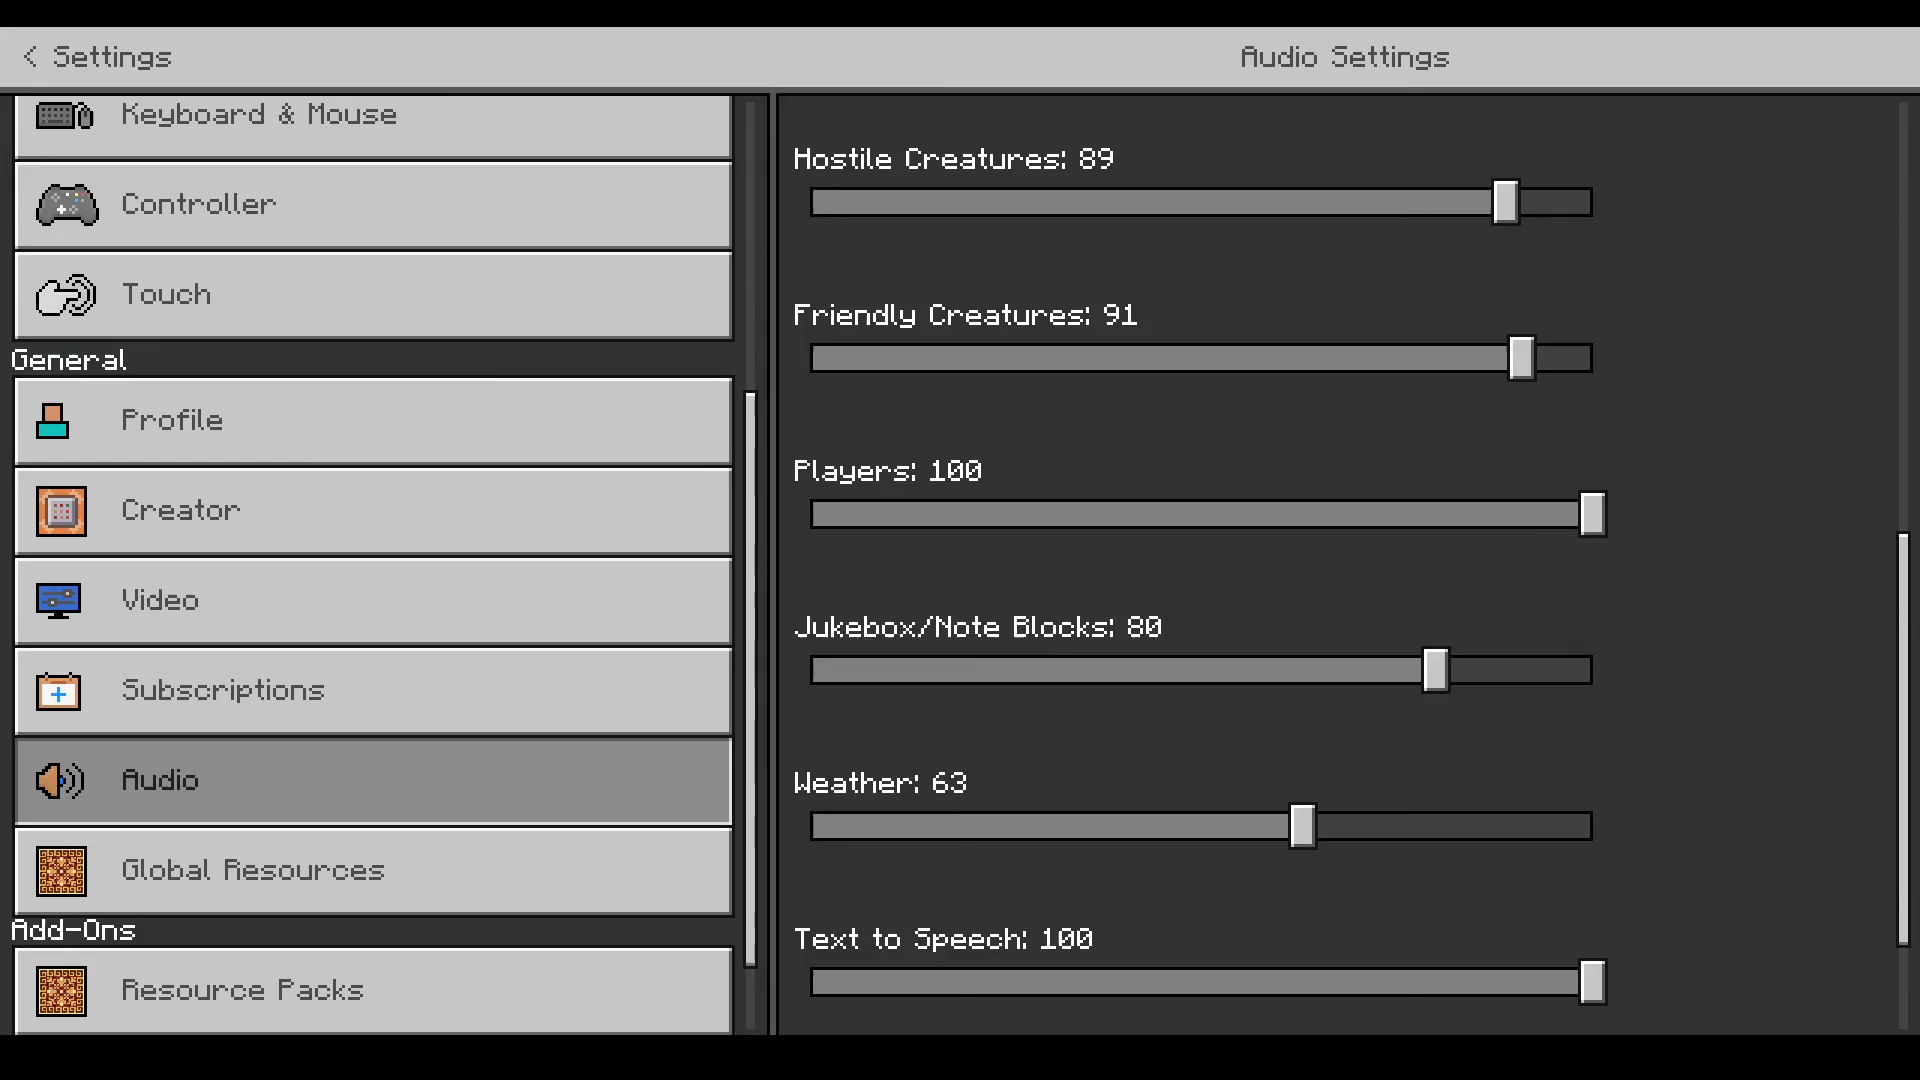 Settings
Audio Settings
Keyboard & Mouse
Controller
Touch
General
Profile
Creator
Video
Subscriptions
Audio
Global Resources
Add-Ons
Resource Packs
Hostile Creatures: 89
Friendly Creatures: 91
Players: 100
Jukebox/Note Blocks: 80
Weather: 63
Text to Speech: 100